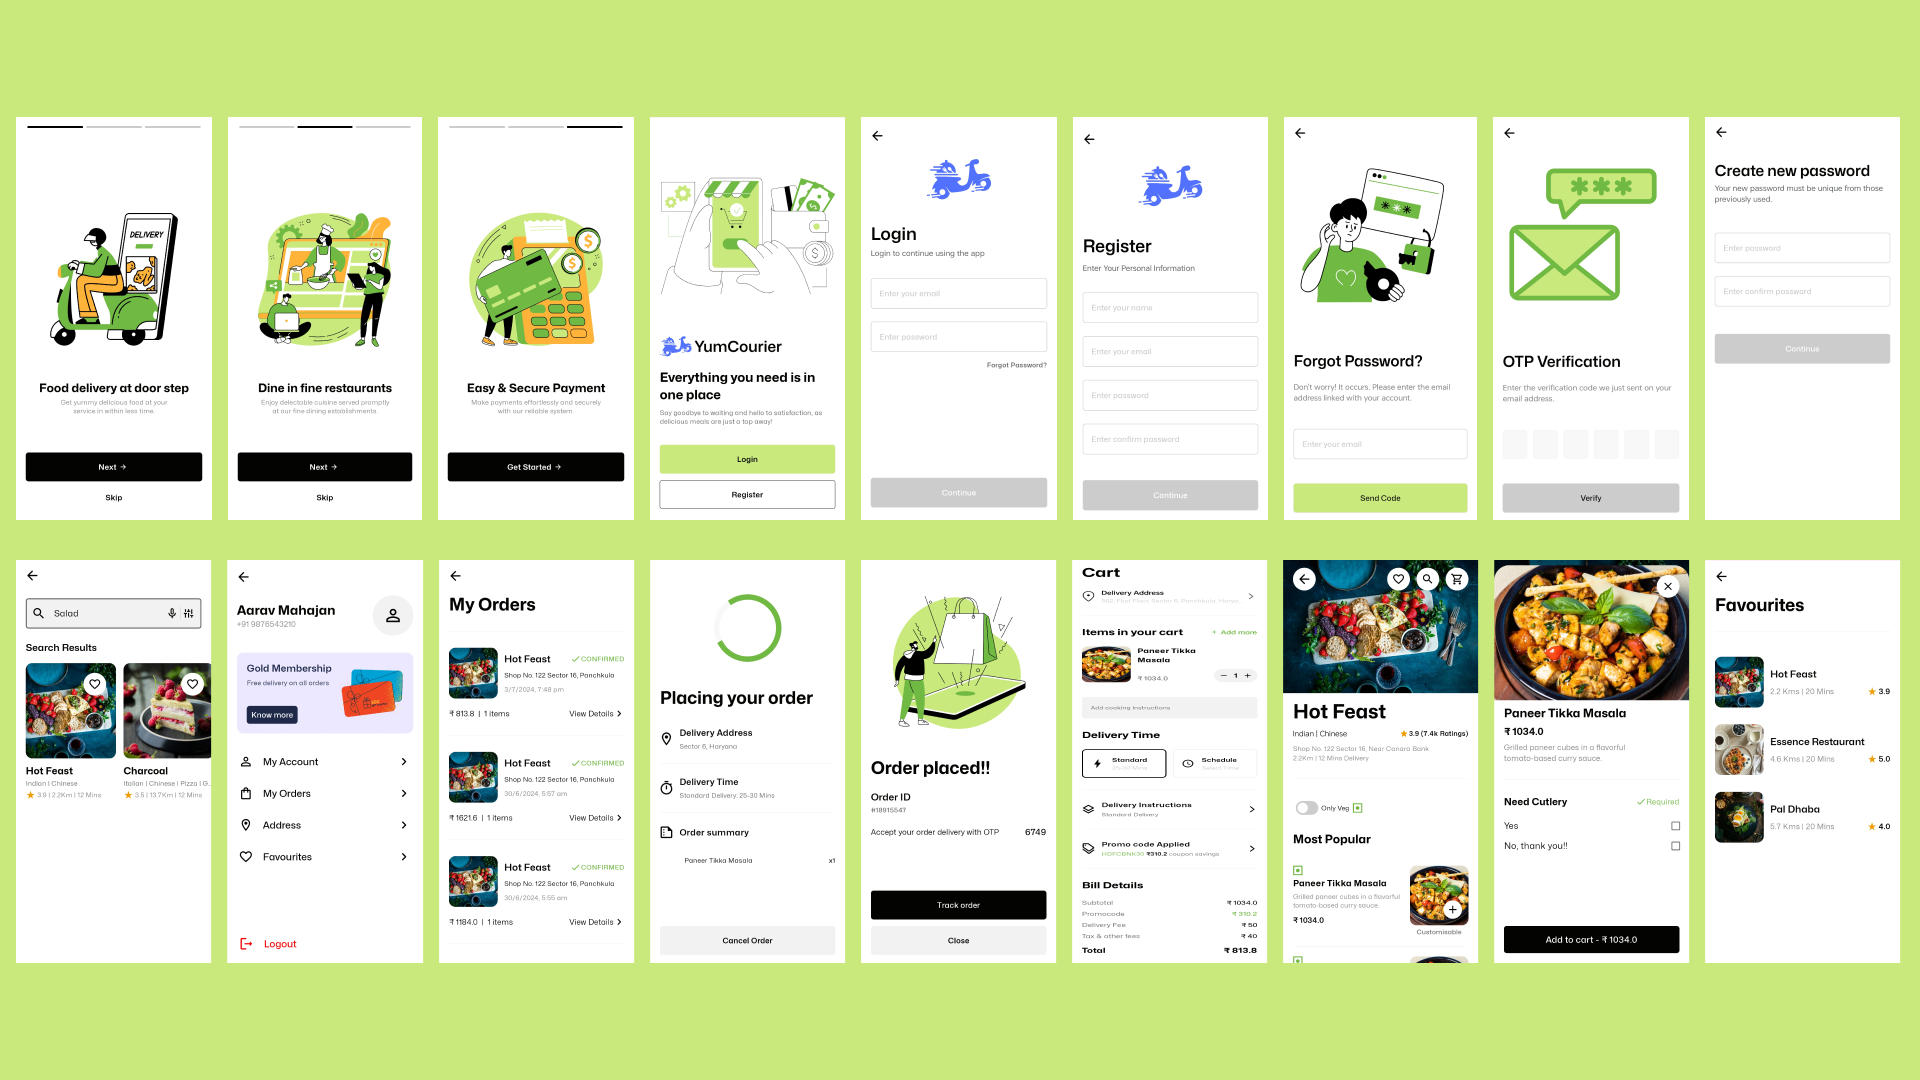 DELIVERY
Food delivery at door step
Get yummy delicious food at your
service in within less time.
Next →
Skip
Dine in fine restaurants
Enjoy delectable cuisine served promptly
at our fine dining establishments.
Next →
Skip
Easy & Secure Payment
Make payments effortlessly and securely
with our reliable system.
Get Started →
YumCourier
Everything you need is in
one place
Say goodbye to waiting and hello to satisfaction, as
delicious meals are just a tap away!
Login
Register
Login
Login to continue using the app
Enter your email
Enter password
Forgot Password?
Continue
Register
Enter Your Personal Information
Enter your name
Enter your email
Enter password
Enter confirm password
Continue
***
Forgot Password?
Don't worry! It occurs. Please enter the email
address linked with your account.
Enter your email
Send Code
***
OTP Verification
Enter the verification code we just sent on your
email address.
Verify
Create new password
Your new password must be unique from those
previously used.
Enter password
Enter confirm password
Continue
Salad
Search Results
Hot Feast
Indian | Chinese
3.9 | 2.2Km | 12 Mins
Charcoal
Italian | Chinese | Pizza | G...
3.5 | 13.7Km | 12 Mins
Aarav Mahajan
+91 9876543210
Gold Membership
Free delivery on all orders
Know more
My Account
My Orders
Address
Favourites
Logout
My Orders
Hot Feast
CONFIRMED
Shop No. 122 Sector 16, Panchkula
3/7/2024, 7:48 pm
₹ 813.8 | 1 items
View Details
Hot Feast
CONFIRMED
Shop No. 122 Sector 16, Panchkula
30/6/2024, 5:57 am
₹ 1621.6 | 1 items
View Details
Hot Feast
CONFIRMED
Shop No. 122 Sector 16, Panchkula
30/6/2024, 5:55 am
₹ 1184.0 | 1 items
View Details
Placing your order
Delivery Address
Sector 6, Haryana
Delivery Time
Standard Delivery: 25-30 Mins
Order summary
Paneer Tikka Masala x1
Cancel Order
Order placed!!
Order ID
#18915547
Accept your order delivery with OTP 6749
Track order
Close
Cart
Delivery Address
Items in your cart
+ Add more
Paneer Tikka
Masala
₹ 1034.0
− 1 +
Add cooking instructions
Delivery Time
Standard
25-30 Mins
Schedule
Select Time
Delivery Instructions
Standard Delivery
Promo code Applied
HDFCBNK30 ₹310.2 coupon savings
Bill Details
Subtotal ₹ 1034.0
Promocode ₹ 310.2
Delivery Fee ₹ 50
Tax & other fees ₹ 40
Total ₹ 813.8
Hot Feast
Indian | Chinese
3.9 (7.4k Ratings)
Shop No. 122 Sector 16, Near Canara Bank
2.2Km | 12 Mins Delivery
Only Veg
Most Popular
Paneer Tikka Masala
Grilled paneer cubes in a flavorful
tomato-based curry sauce.
₹ 1034.0
Customisable
Paneer Tikka Masala
₹ 1034.0
Grilled paneer cubes in a flavorful
tomato-based curry sauce.
Need Cutlery
Required
Yes
No, thank you!!
Add to cart - ₹ 1034.0
Favourites
Hot Feast
2.2 Kms | 20 Mins
3.9
Essence Restaurant
4.6 Kms | 20 Mins
5.0
Pal Dhaba
5.7 Kms | 20 Mins
4.0